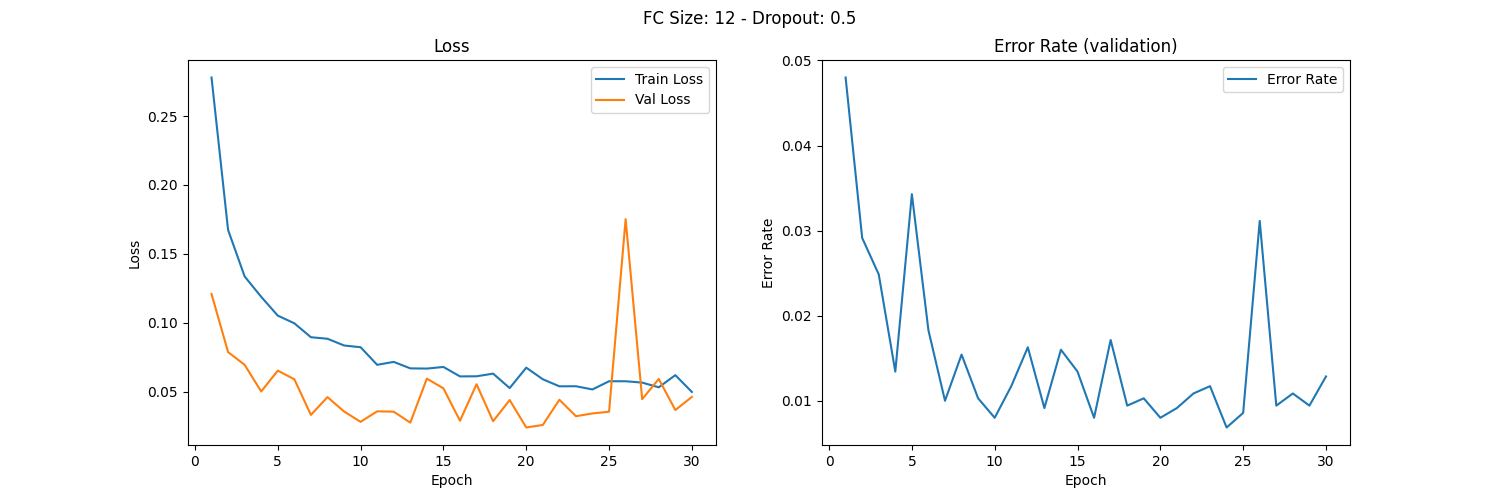 FC Size: 12 - Dropout: 0.5
Loss
Train Loss
Val Loss
Loss
0.25
0.20
0.15
0.10
0.05
0
5
10
15
20
25
30
Epoch
Error Rate (validation)
Error Rate
Error Rate
0.05
0.04
0.03
0.02
0.01
0
5
10
15
20
25
30
Epoch